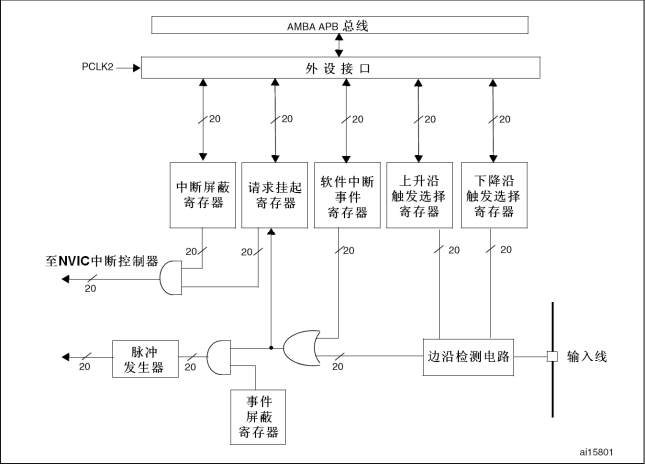 AMBA APB 总线
PCLK2
外设接口
20
20
20
20
20
中断屏蔽
寄存器
请求挂起
寄存器
软件中断
事件
寄存器
上升沿
触发选择
寄存器
下降沿
触发选择
寄存器
至NVIC中断控制器
20
20
20
20
20
20
脉冲
发生器
20
20
20
边沿检测电路
输入线
事件
屏蔽
寄存器
ai15801